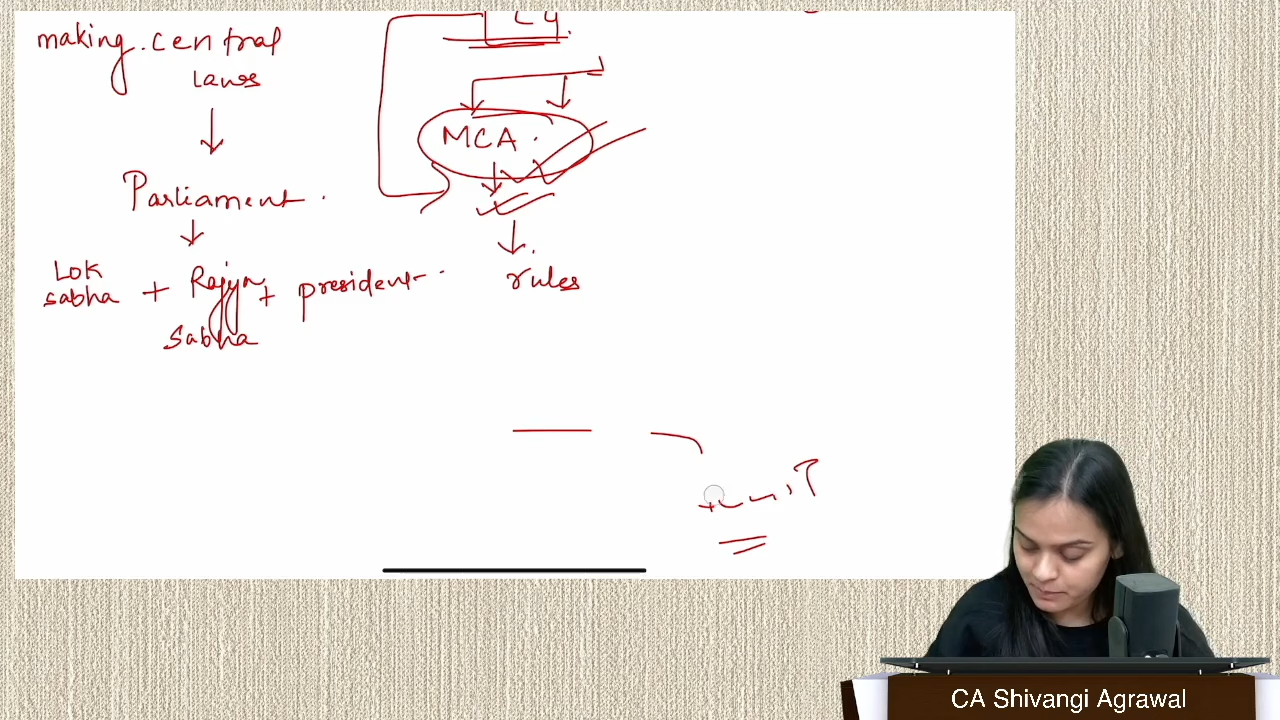 making.central
laws
Parliament.
Lok
sabha + Rajya
sabha + president.
MCA.
rules
CA Shivangi Agrawal